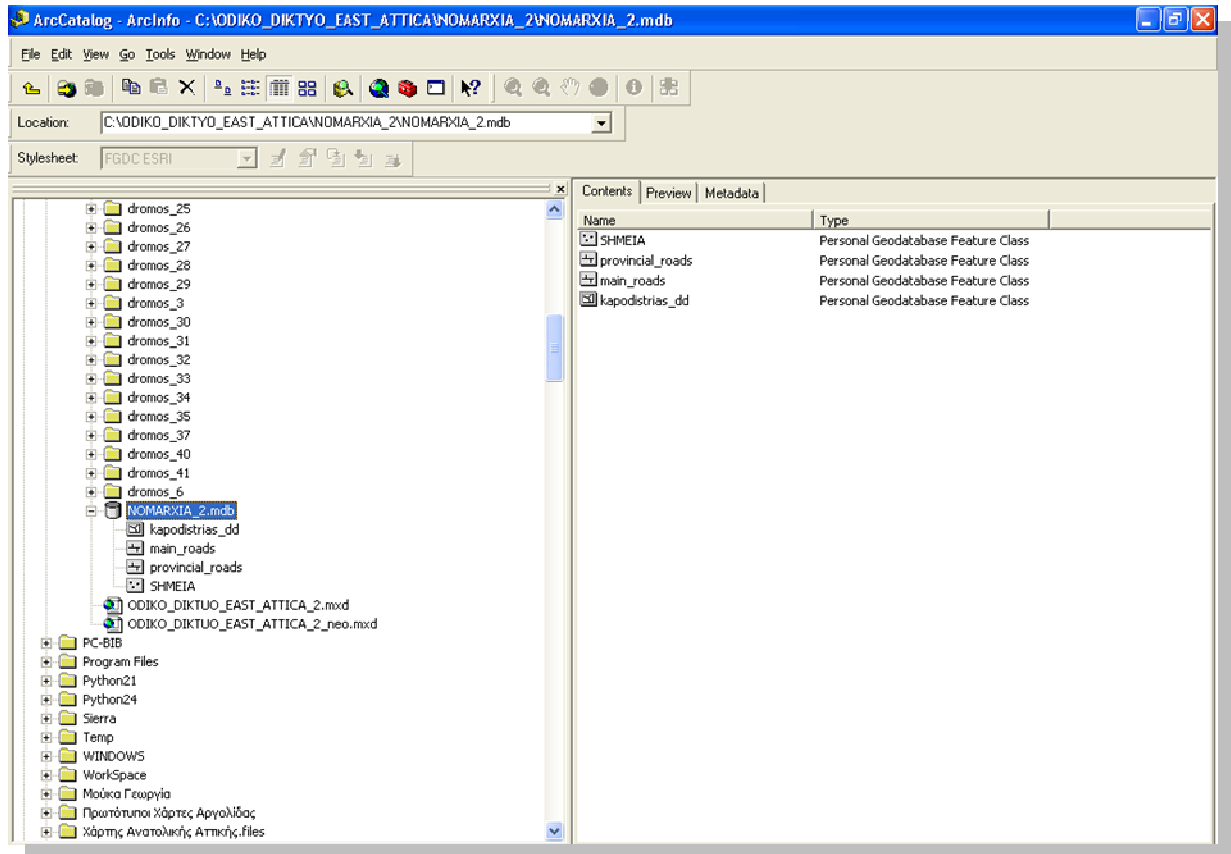 ArcCatalog - ArcInfo - C:\ODIKO_DIKTYO_EAST_ATTICA\NOMARXIA_2\NOMARXIA_2.mdb
File Edit View Go Tools Window Help
Location: C:\ODIKO_DIKTYO_EAST_ATTICA\NOMARXIA_2\NOMARXIA_2.mdb
Stylesheet: FGDC ESRI
dromos_25
dromos_26
dromos_27
dromos_28
dromos_29
dromos_3
dromos_30
dromos_31
dromos_32
dromos_33
dromos_34
dromos_35
dromos_37
dromos_40
dromos_41
dromos_6
NOMARXIA_2.mdb
kapodistrias_dd
main_roads
provincial_roads
SHMEIA
ODIKO_DIKTUO_EAST_ATTICA_2.mxd
ODIKO_DIKTUO_EAST_ATTICA_2_neo.mxd
PC-BIB
Program Files
Python21
Python24
Sierra
Temp
WINDOWS
WorkSpace
Μούκα Γεωργία
Πρωτότυποι Χάρτες Αργολίδας
Χάρτης Ανατολικής Αττικής.files
Contents Preview Metadata
Name Type
SHMEIA Personal Geodatabase Feature Class
provincial_roads Personal Geodatabase Feature Class
main_roads Personal Geodatabase Feature Class
kapodistrias_dd Personal Geodatabase Feature Class